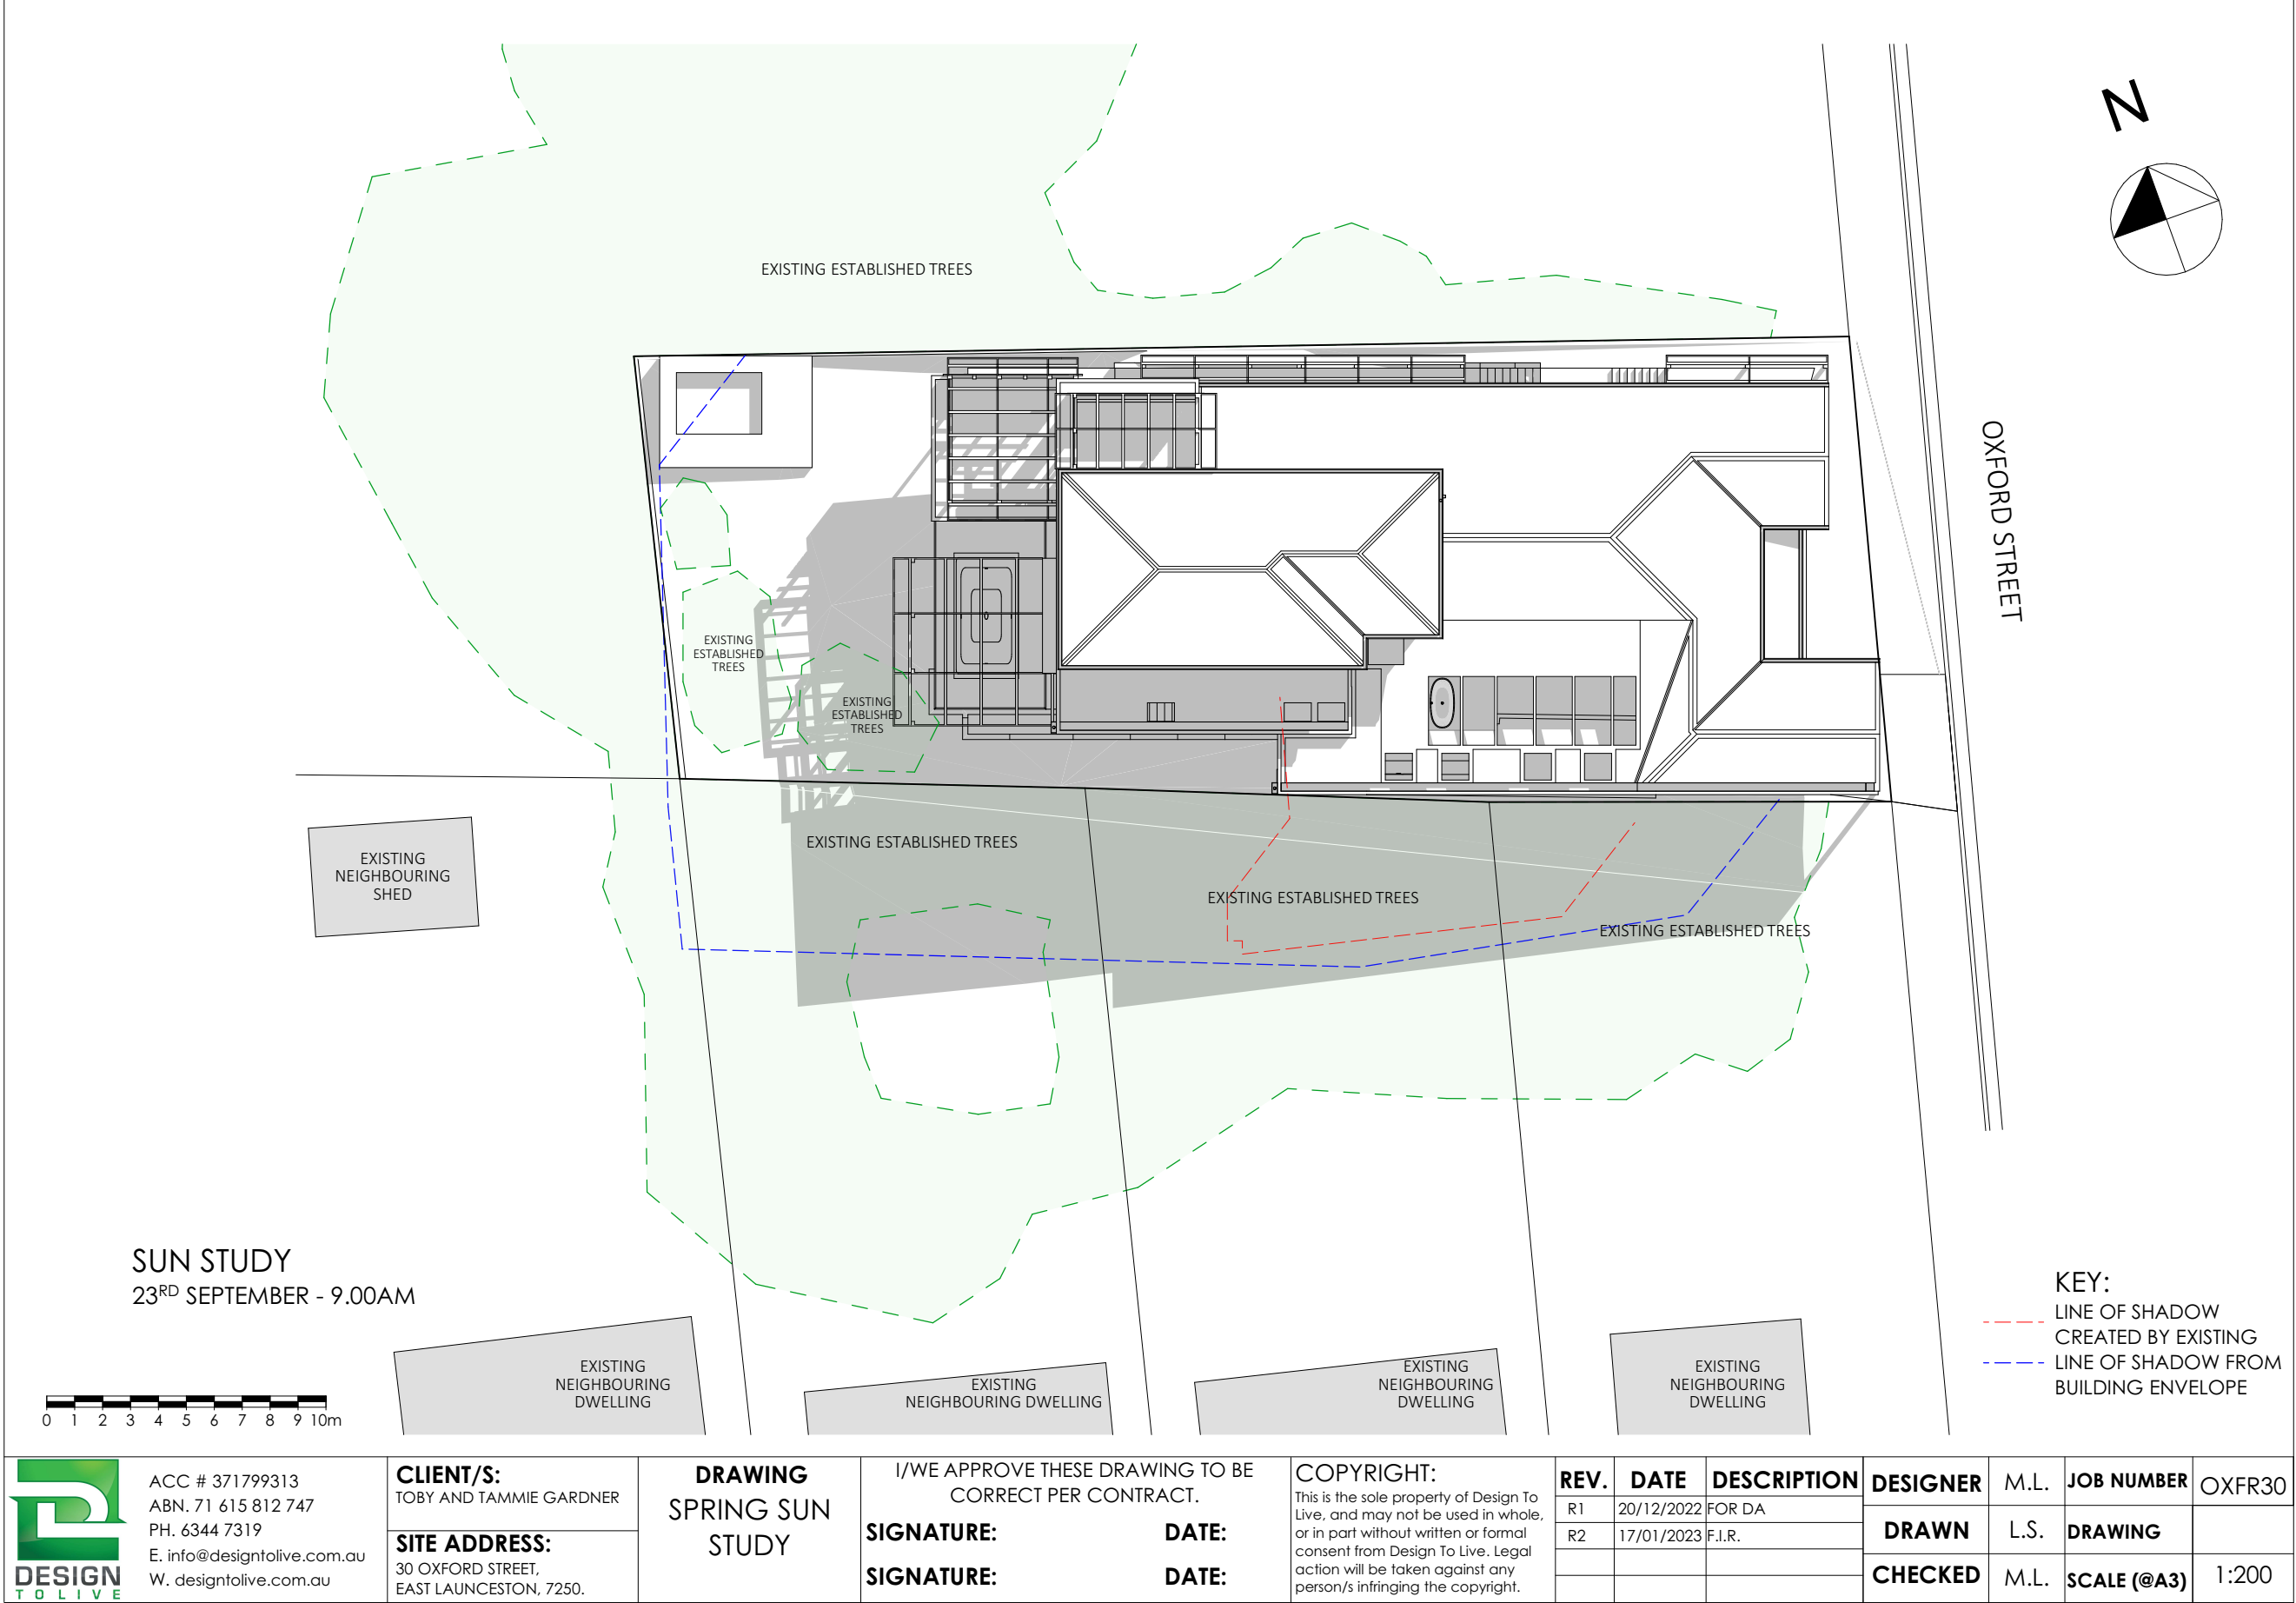 N
OXFORD STREET
EXISTING ESTABLISHED TREES
EXISTING
ESTABLISHED
TREES
EXISTING
ESTABLISHED
TREES
EXISTING ESTABLISHED TREES
EXISTING ESTABLISHED TREES
EXISTING ESTABLISHED TREES
EXISTING
NEIGHBOURING
SHED
SUN STUDY
23RD SEPTEMBER - 9.00AM
0 1 2 3 4 5 6 7 8 9 10m
EXISTING
NEIGHBOURING
DWELLING
EXISTING
NEIGHBOURING DWELLING
EXISTING
NEIGHBOURING
DWELLING
EXISTING
NEIGHBOURING
DWELLING
KEY:
LINE OF SHADOW
CREATED BY EXISTING
LINE OF SHADOW FROM
BUILDING ENVELOPE
DESIGN
TO LIVE
ACC # 371799313
ABN. 71 615 812 747
PH. 6344 7319
E. info@designtolive.com.au
W. designtolive.com.au
CLIENT/S:
TOBY AND TAMMIE GARDNER
SITE ADDRESS:
30 OXFORD STREET,
EAST LAUNCESTON, 7250.
DRAWING
SPRING SUN
STUDY
I/WE APPROVE THESE DRAWING TO BE
CORRECT PER CONTRACT.
SIGNATURE: DATE:
SIGNATURE: DATE:
COPYRIGHT:
This is the sole property of Design To
Live, and may not be used in whole,
or in part without written or formal
consent from Design To Live. Legal
action will be taken against any
person/s infringing the copyright.
REV. DATE DESCRIPTION
R1 20/12/2022 FOR DA
R2 17/01/2023 F.I.R.
DESIGNER M.L. JOB NUMBER OXFR30
DRAWN L.S. DRAWING
CHECKED M.L. SCALE (@A3) 1:200